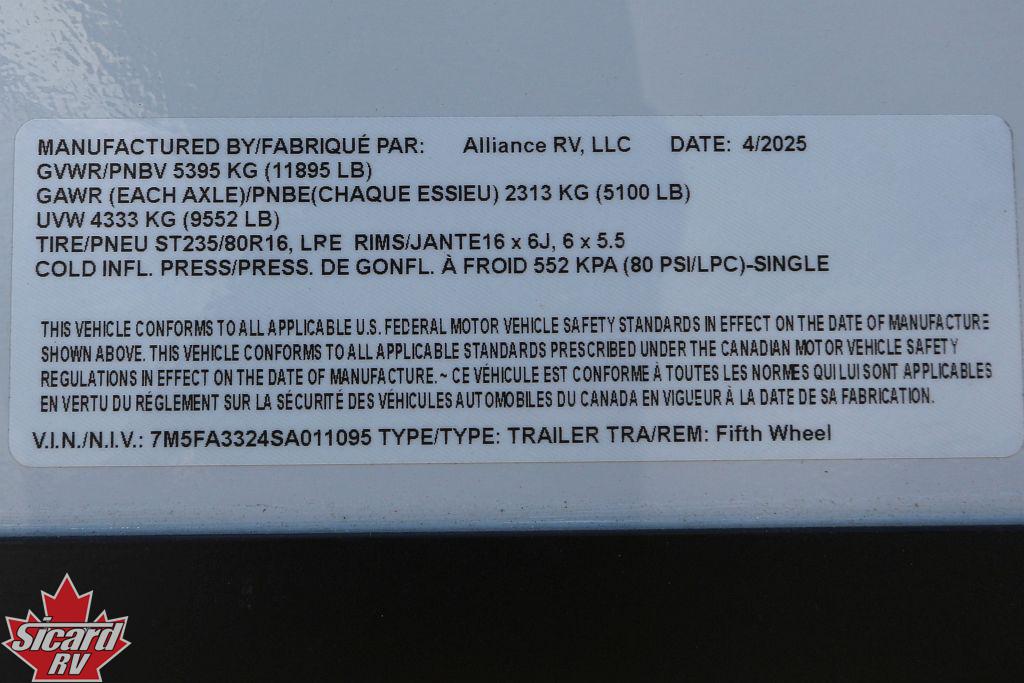 MANUFACTURED BY/FABRIQUÉ PAR: Alliance RV, LLC DATE: 4/2025
GVWR/PNBV 5395 KG (11895 LB)
GAWR (EACH AXLE)/PNBE(CHAQUE ESSIEU) 2313 KG (5100 LB)
UVW 4333 KG (9552 LB)
TIRE/PNEU ST235/80R16, LRE RIMS/JANTE16 x 6J, 6 x 5.5
COLD INFL. PRESS/PRESS. DE GONFL. À FROID 552 KPA (80 PSI/LPC)-SINGLE
THIS VEHICLE CONFORMS TO ALL APPLICABLE U.S. FEDERAL MOTOR VEHICLE SAFETY STANDARDS IN EFFECT ON THE DATE OF MANUFACTURE
SHOWN ABOVE. THIS VEHICLE CONFORMS TO ALL APPLICABLE STANDARDS PRESCRIBED UNDER THE CANADIAN MOTOR VEHICLE SAFETY
REGULATIONS IN EFFECT ON THE DATE OF MANUFACTURE. ~ CE VÉHICULE EST CONFORME À TOUTES LES NORMES QUI LUI SONT APPLICABLES
EN VERTU DU RÉGLEMENT SUR LA SÉCURITÉ DES VÉHICULES AUTOMOBILES DU CANADA EN VIGUEUR À LA DATE DE SA FABRICATION.
V.I.N./N.I.V.: 7M5FA3324SA011095 TYPE/TYPE: TRAILER TRA/REM: Fifth Wheel
Sicard
RV